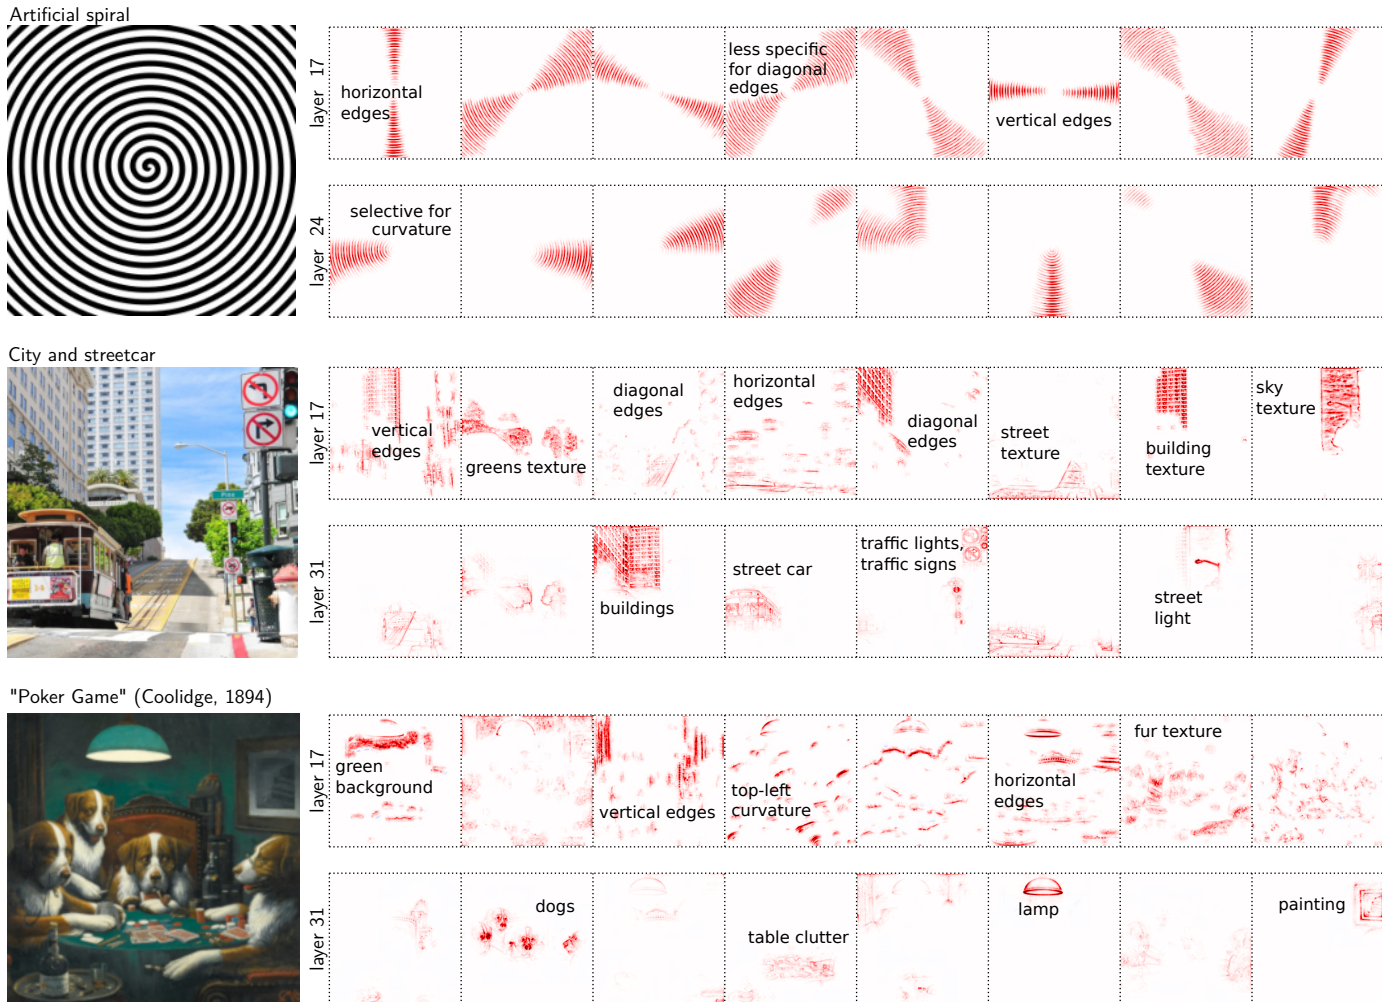 Artificial spiral
layer 17
horizontal
edges
less specific
for diagonal
edges
vertical edges
layer 24
selective for
curvature
City and streetcar
layer 17
vertical
edges
greens texture
diagonal
edges
horizontal
edges
diagonal
edges
street
texture
building
texture
sky
texture
layer 31
buildings
street car
traffic lights,
traffic signs
street
light
"Poker Game" (Coolidge, 1894)
layer 17
green
background
vertical edges
top-left
curvature
horizontal
edges
fur texture
layer 31
dogs
table clutter
lamp
painting